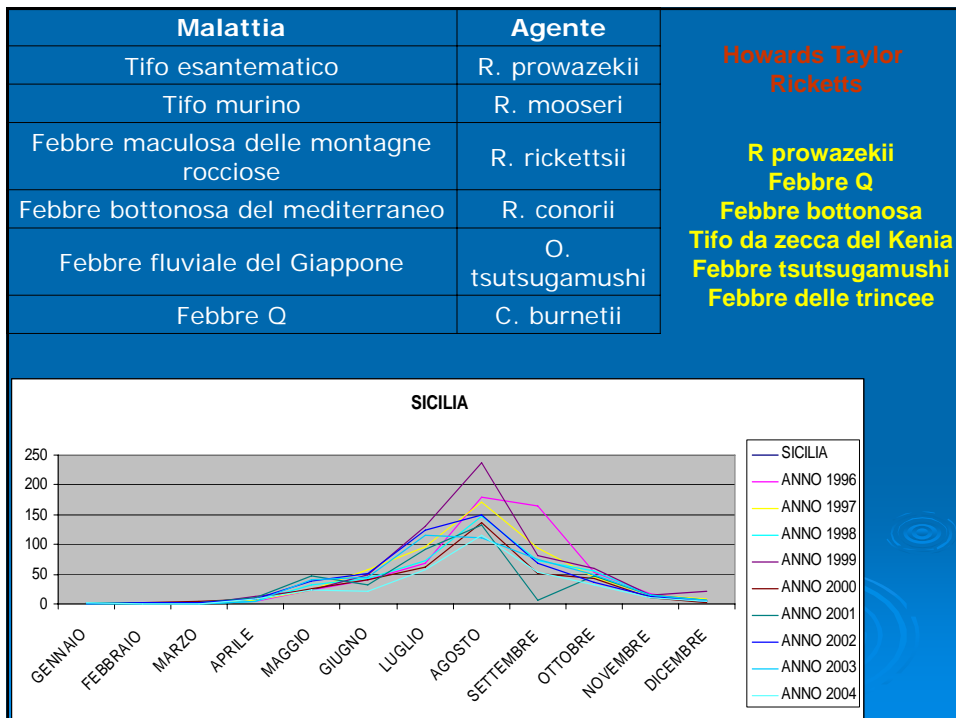 Malattia Agente
Tifo esantematico R. prowazekii
Tifo murino R. mooseri
Febbre maculosa delle montagne
rocciose
R. rickettsii
Febbre bottonosa del mediterraneo R. conorii
Febbre fluviale del Giappone
O.
tsutsugamushi
Febbre Q C. burnetii
Howards Taylor
Ricketts
R prowazekii
Febbre Q
Febbre bottonosa
Tifo da zecca del Kenia
Febbre tsutsugamushi
Febbre delle trincee
SICILIA
250
200
150
100
50
0
GENNAIO
FEBBRAIO
MARZO
APRILE
MAGGIO
GIUGNO
LUGLIO
AGOSTO
SETTEMBRE
OTTOBRE
NOVEMBRE
DICEMBRE
SICILIA
ANNO 1996
ANNO 1997
ANNO 1998
ANNO 1999
ANNO 2000
ANNO 2001
ANNO 2002
ANNO 2003
ANNO 2004